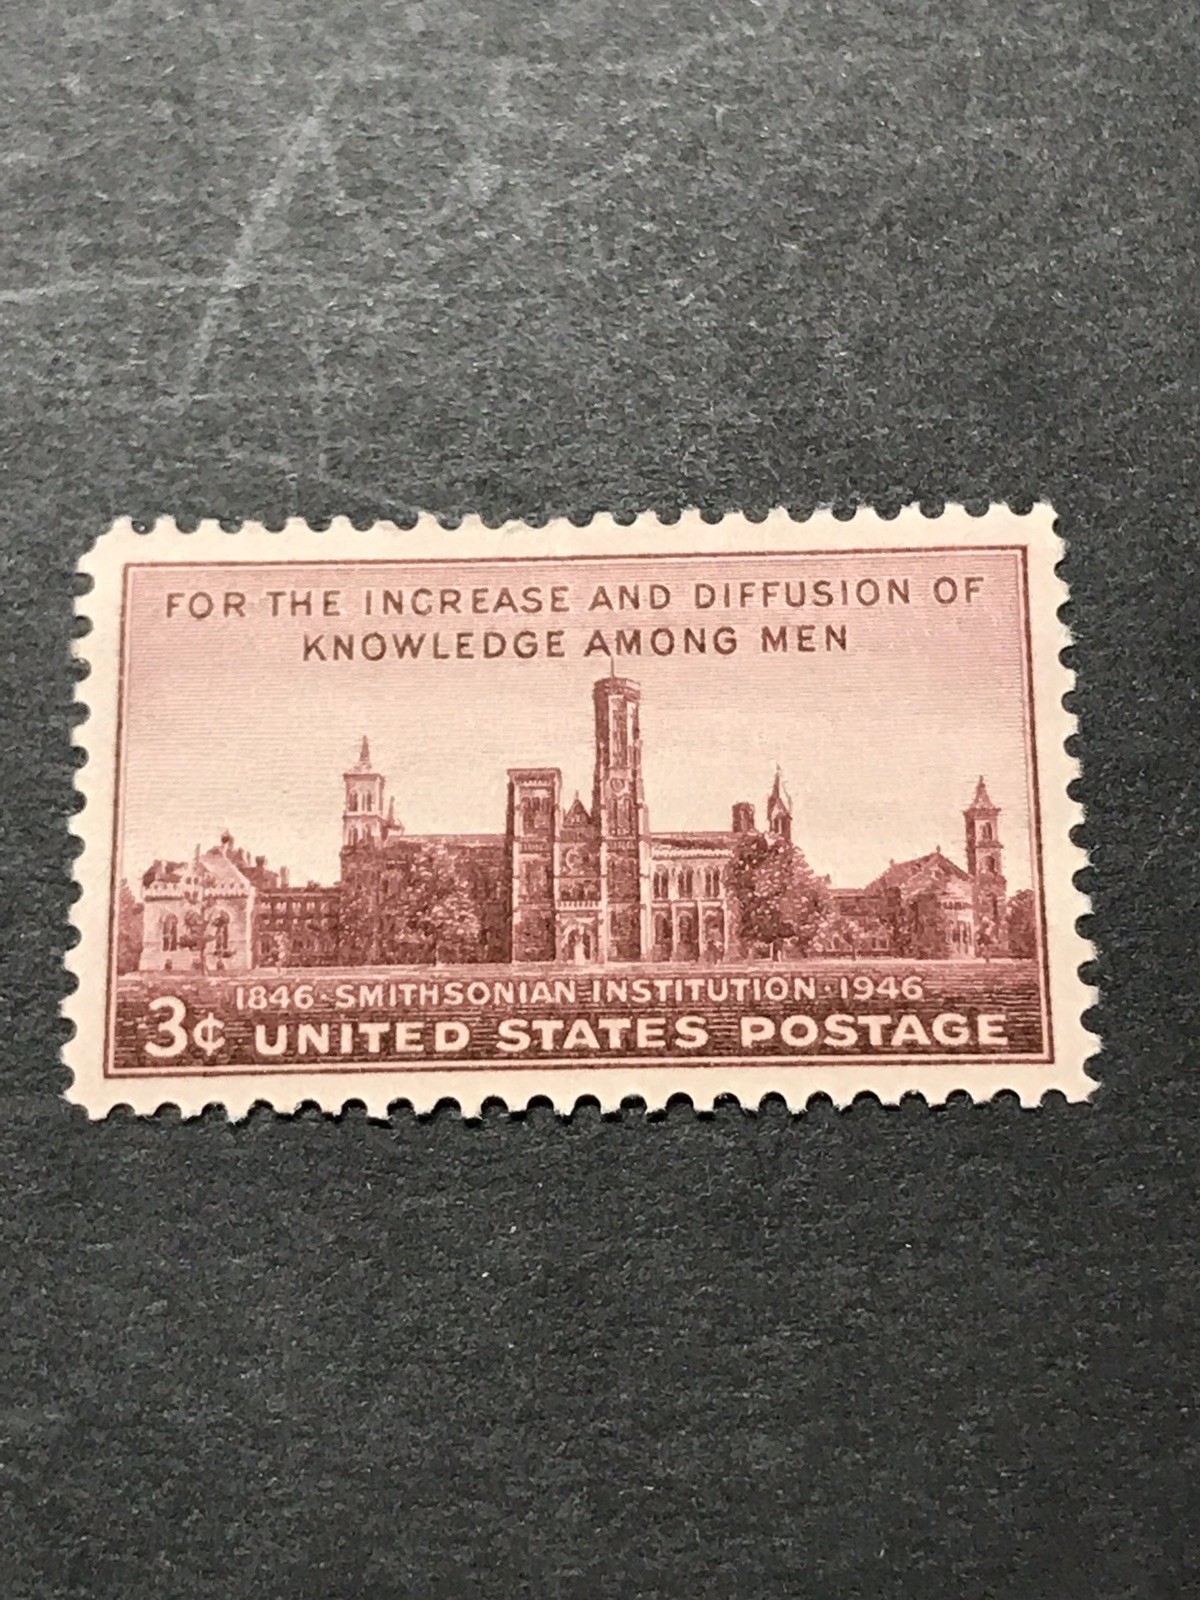 FOR THE INCREASE AND DIFFUSION OF
KNOWLEDGE AMONG MEN
1846·SMITHSONIAN INSTITUTION·1946
3¢ UNITED STATES POSTAGE